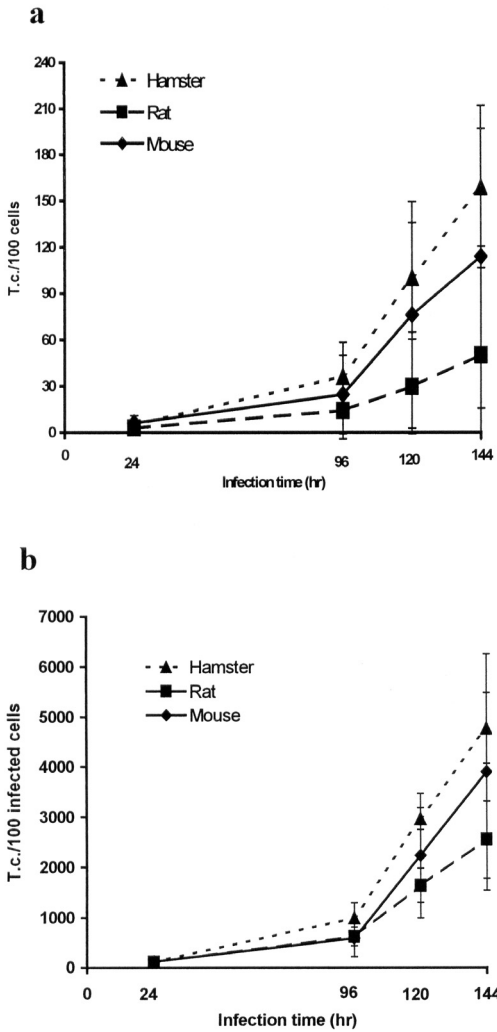 a
240
210
180
150
120
90
60
30
0
T.c./100 cells
Hamster
Rat
Mouse
0 24 96 120 144
Infection time (hr)
b
7000
6000
5000
4000
3000
2000
1000
0
T.c./100 infected cells
Hamster
Rat
Mouse
0 24 96 120 144
Infection time (hr)